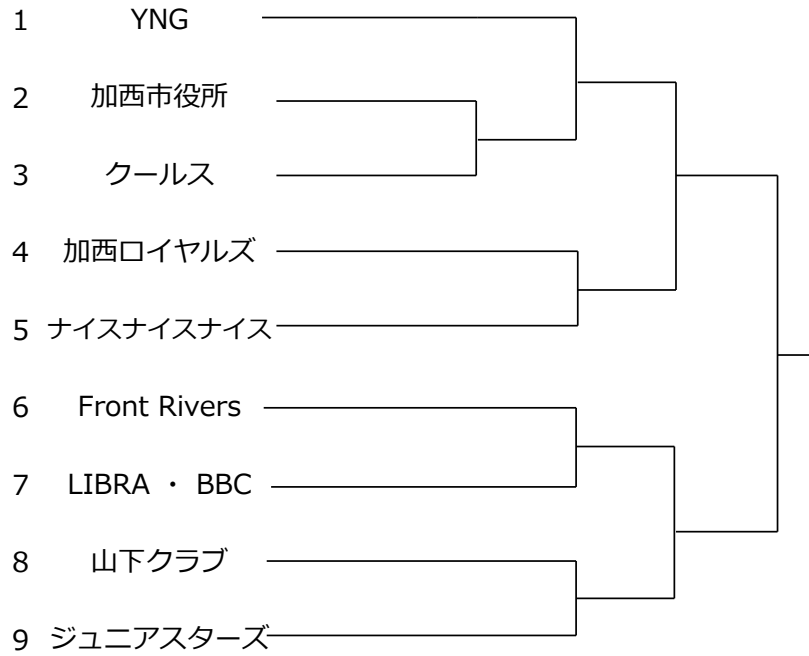 1 YNG
2 加西市役所
3 クールス
4 加西ロイヤルズ
5 ナイスナイスナイス
6 Front Rivers
7 LIBRA ・ BBC
8 山下クラブ
9 ジュニアスターズ